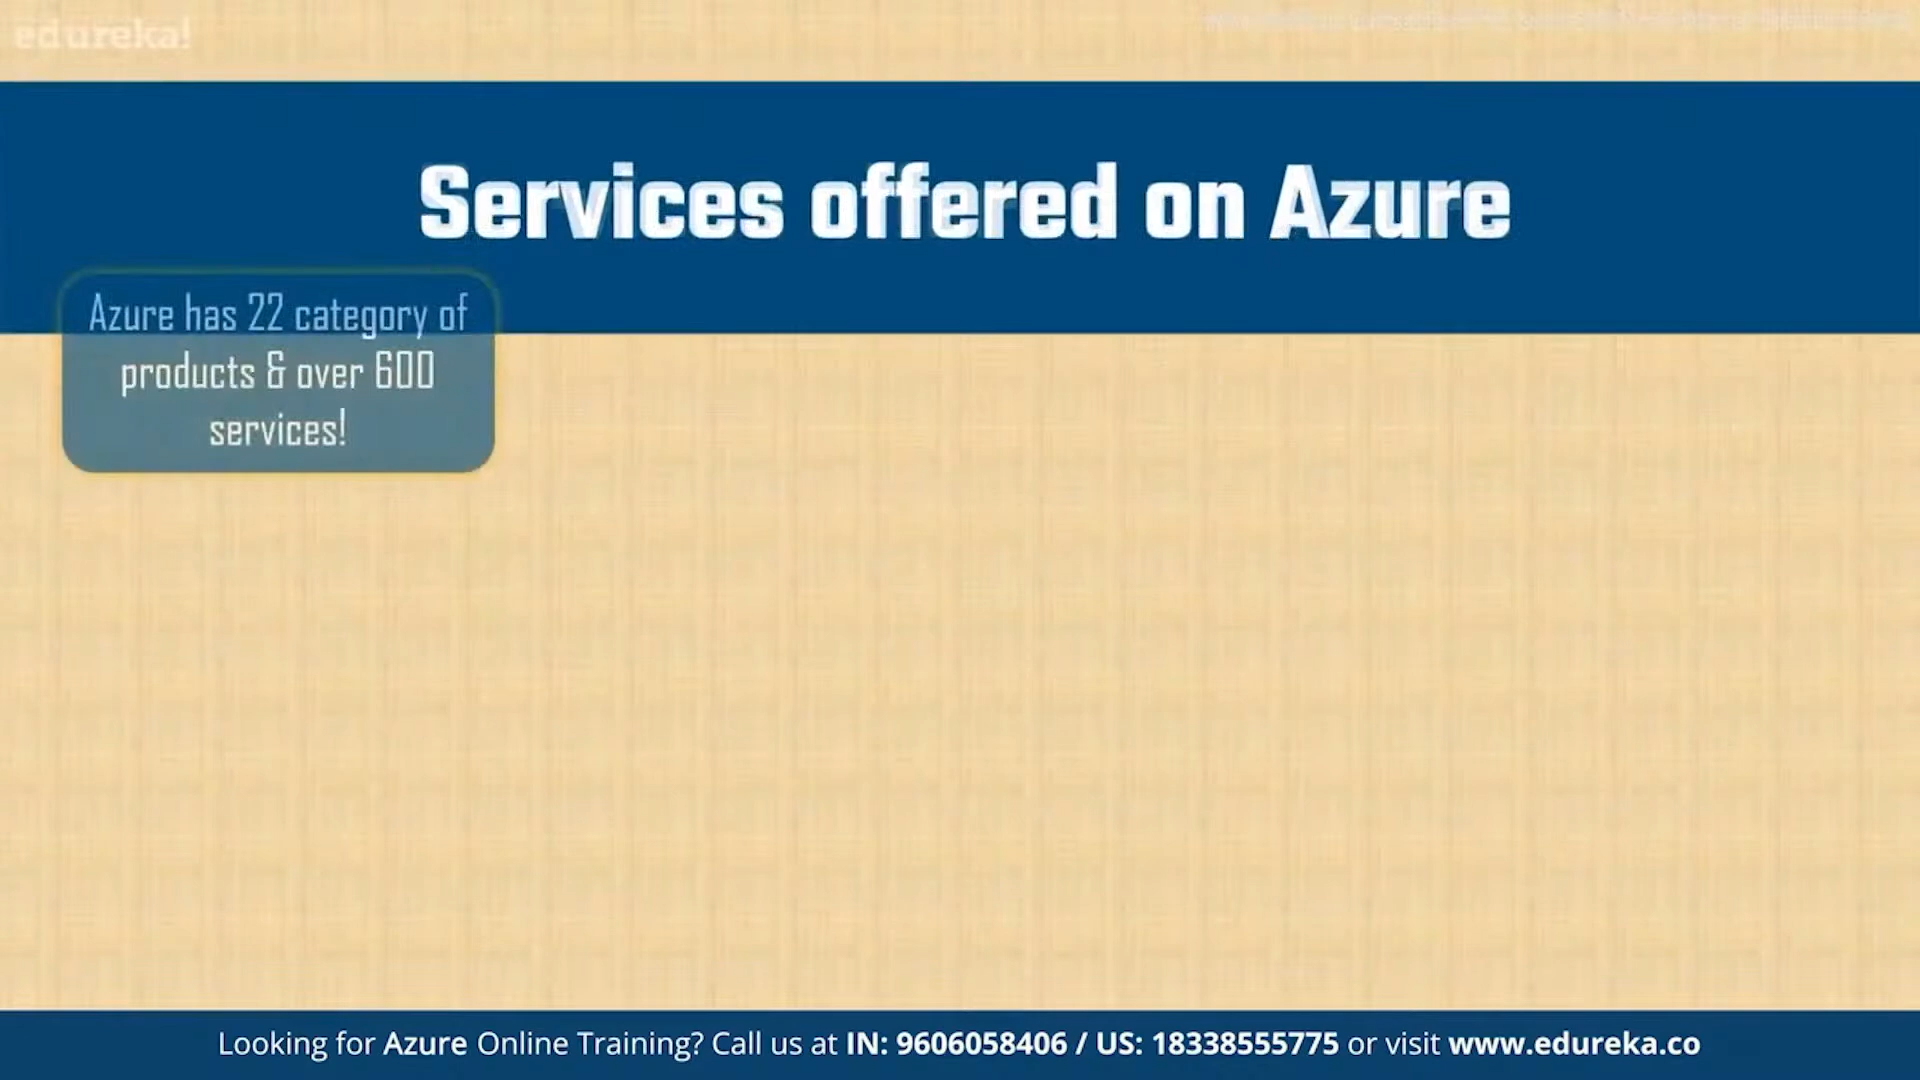 edureka!
Services offered on Azure
Azure has 22 category of
products & over 600
services!
Looking for Azure Online Training? Call us at IN: 9606058406 / US: 18338555775 or visit www.edureka.co